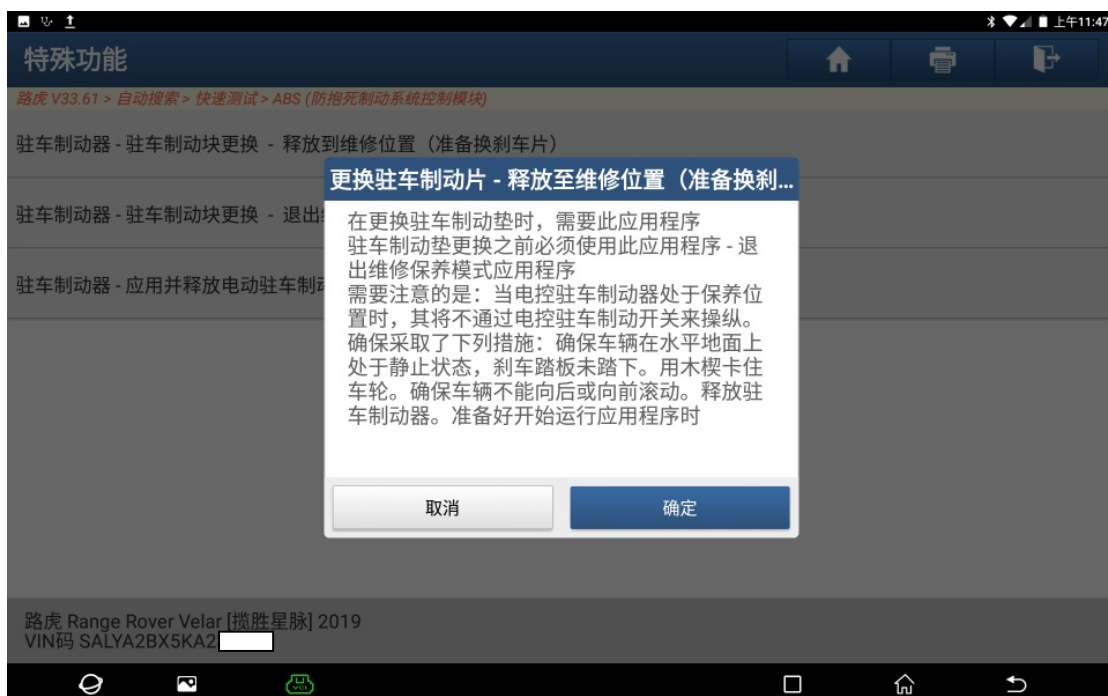 上午11:47
特殊功能
路虎 V33.61 > 自动搜索 > 快速测试 > ABS (防抱死制动系统控制模块)
驻车制动器 - 驻车制动块更换 - 释放到维修位置（准备换刹车片）
驻车制动器 - 驻车制动块更换 - 退出
驻车制动器 - 应用并释放电动驻车制动
更换驻车制动片 - 释放至维修位置（准备换刹...
在更换驻车制动垫时，需要此应用程序
驻车制动垫更换之前必须使用此应用程序 - 退
出维修保养模式应用程序
需要注意的是：当电控驻车制动器处于保养位
置时，其将不通过电控驻车制动开关来操纵。
确保采取了下列措施：确保车辆在水平地面上
处于静止状态，刹车踏板未踏下。用木楔卡住
车轮。确保车辆不能向后或向前滚动。释放驻
车制动器。准备好开始运行应用程序时
取消
确定
路虎 Range Rover Velar [揽胜星脉] 2019
VIN码 SALYA2BX5KA2
VCI